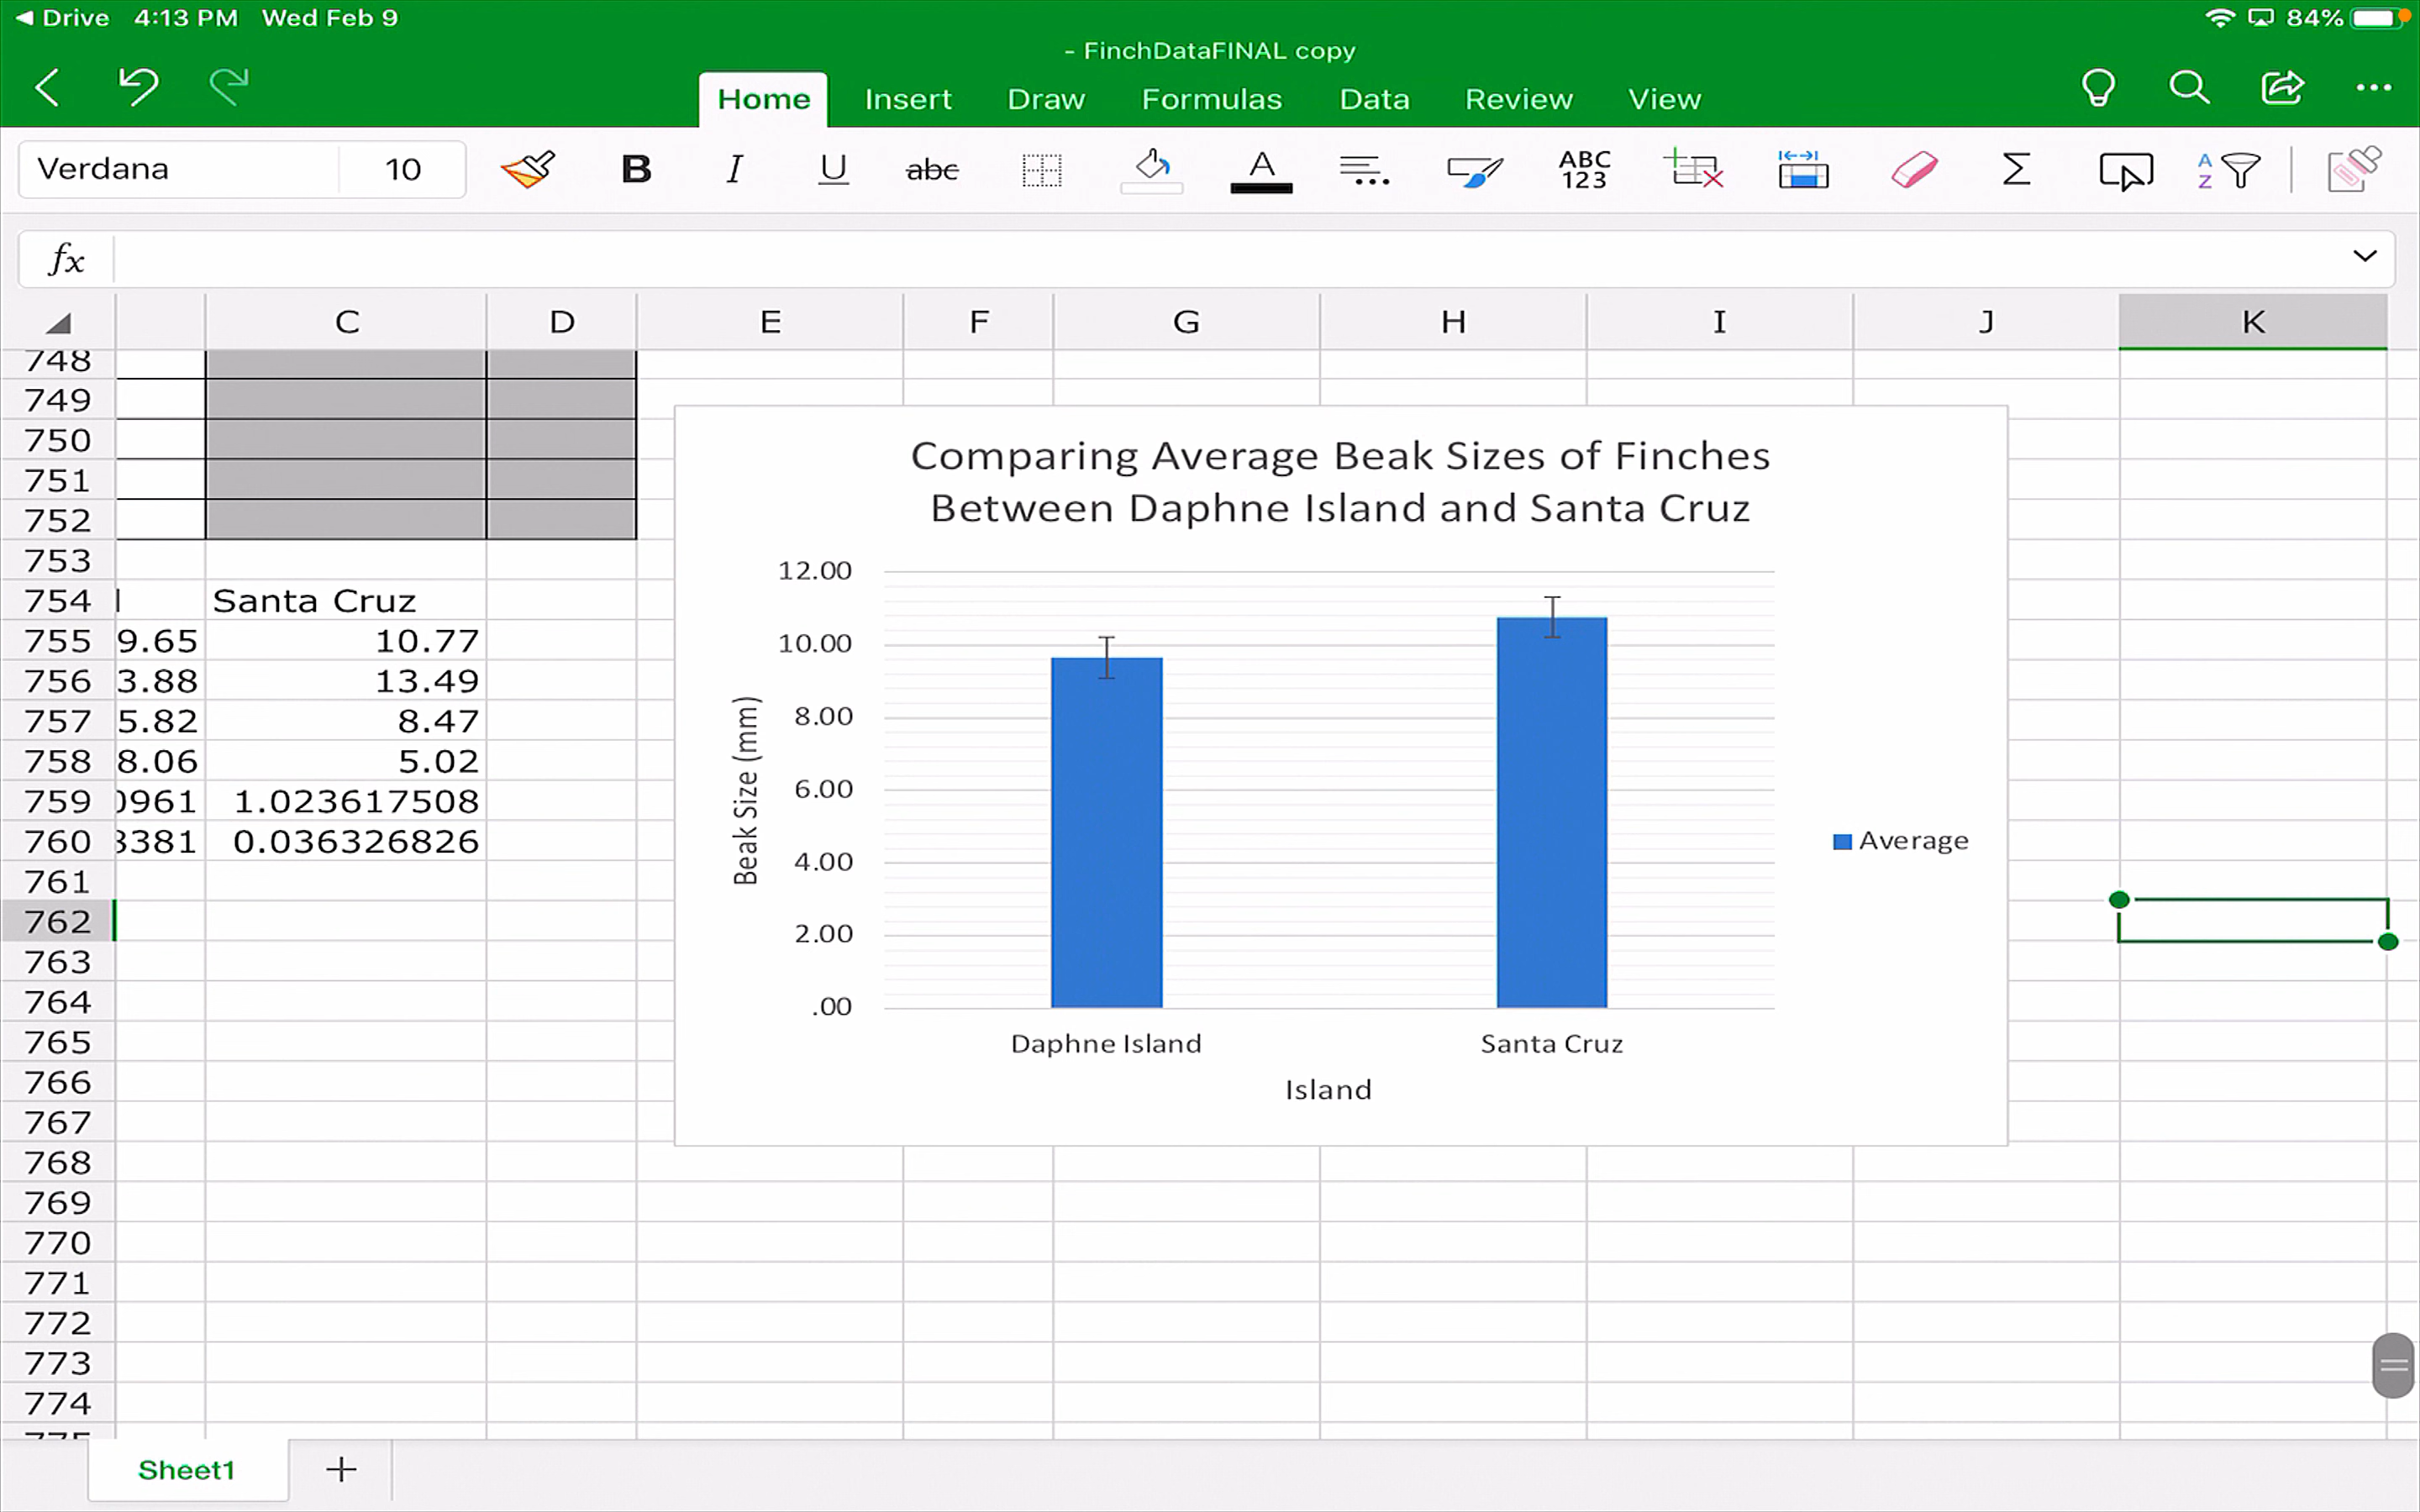 Drive 4:13 PM Wed Feb 9 84%
- FinchDataFINAL copy
Home Insert Draw Formulas Data Review View
Verdana 10 B I U abc A ABC 123 Σ A Z
fx
C D E F G H I J K
748
749
750
751
752
753
754 Santa Cruz
755 9.65 10.77
756 3.88 13.49
757 5.82 8.47
758 8.06 5.02
759 0961 1.023617508
760 3381 0.036326826
761
762
763
764
765
766
767
768
769
770
771
772
773
774
Comparing Average Beak Sizes of Finches
Between Daphne Island and Santa Cruz
Beak Size (mm)
12.00
10.00
8.00
6.00
4.00
2.00
.00
Daphne Island Santa Cruz
Island
Average
Sheet1 +